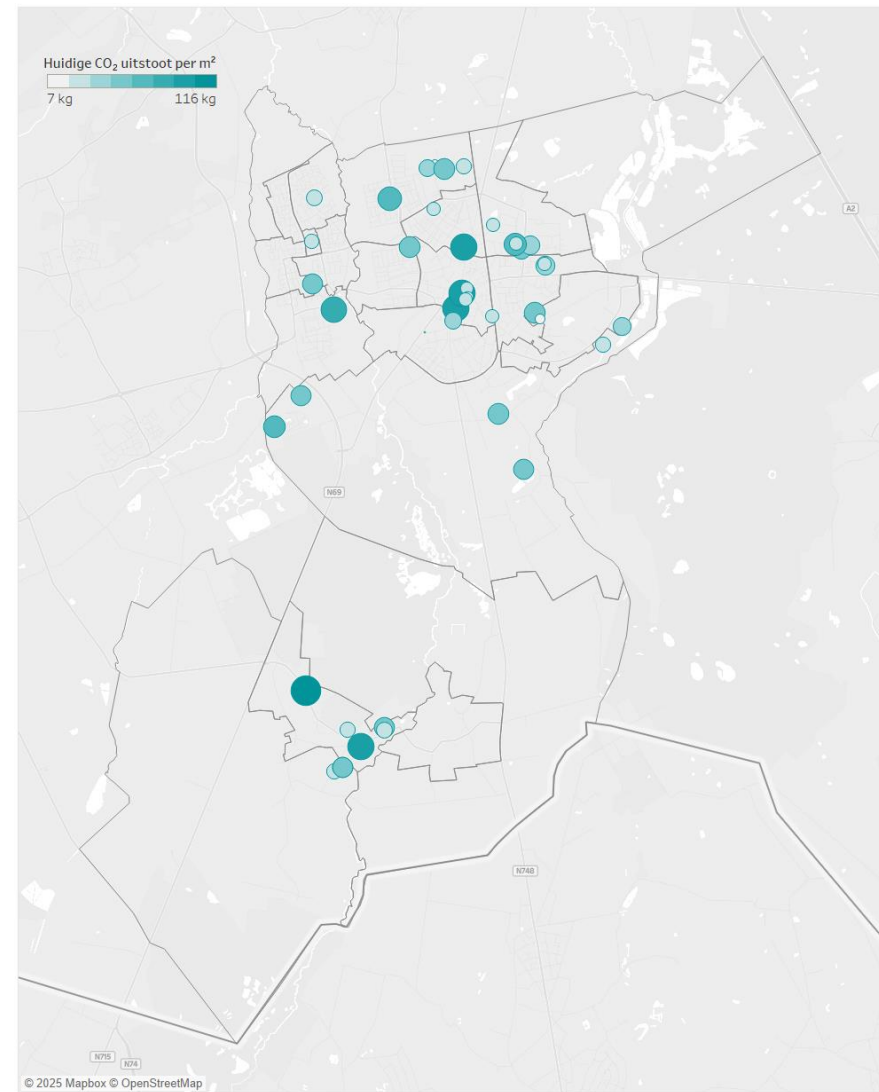 Huidige CO₂ uitstoot per m²
7 kg 116 kg
A2
N69
N748
N715
N74
© 2025 Mapbox © OpenStreetMap